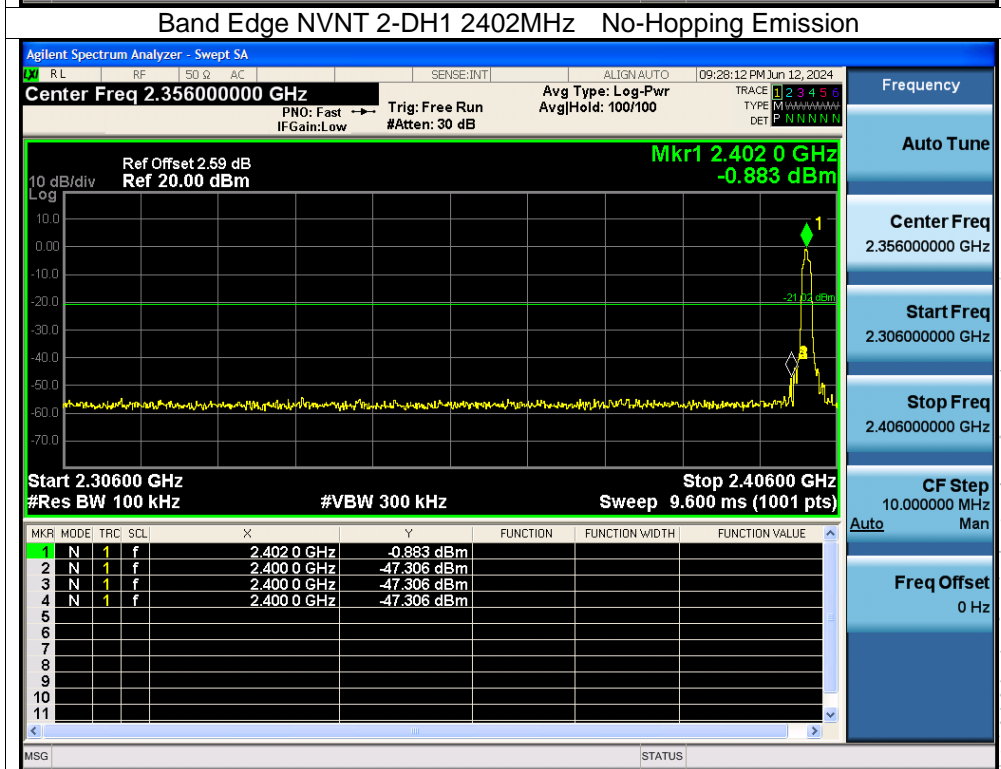 Band Edge NVNT 2-DH1 2402MHz No-Hopping Emission
Agilent Spectrum Analyzer - Swept SA
LXI RL RF 50 Ω AC SENSE:INT ALIGN AUTO 09:28:12 PM Jun 12, 2024
Center Freq 2.356000000 GHz
PNO: Fast
IFGain:Low
Trig: Free Run
#Atten: 30 dB
Avg Type: Log-Pwr
Avg|Hold: 100/100
TRACE 1 2 3 4 5 6
TYPE M W W W W W
DET P N N N N N
Ref Offset 2.59 dB
Ref 20.00 dBm
10 dB/div
Log
Mkr1 2.402 0 GHz
-0.883 dBm
10.0
0.00
-10.0
-20.0
-30.0
-40.0
-50.0
-60.0
-70.0
1
-21.02 dBm
Start 2.30600 GHz Stop 2.40600 GHz
#Res BW 100 kHz #VBW 300 kHz Sweep 9.600 ms (1001 pts)
MKR MODE TRC SCL X Y FUNCTION FUNCTION WIDTH FUNCTION VALUE
1 N 1 f 2.402 0 GHz -0.883 dBm
2 N 1 f 2.400 0 GHz -47.306 dBm
3 N 1 f 2.400 0 GHz -47.306 dBm
4 N 1 f 2.400 0 GHz -47.306 dBm
5
6
7
8
9
10
11
MSG STATUS
Frequency
Auto Tune
Center Freq
2.356000000 GHz
Start Freq
2.306000000 GHz
Stop Freq
2.406000000 GHz
CF Step
10.000000 MHz
Auto Man
Freq Offset
0 Hz